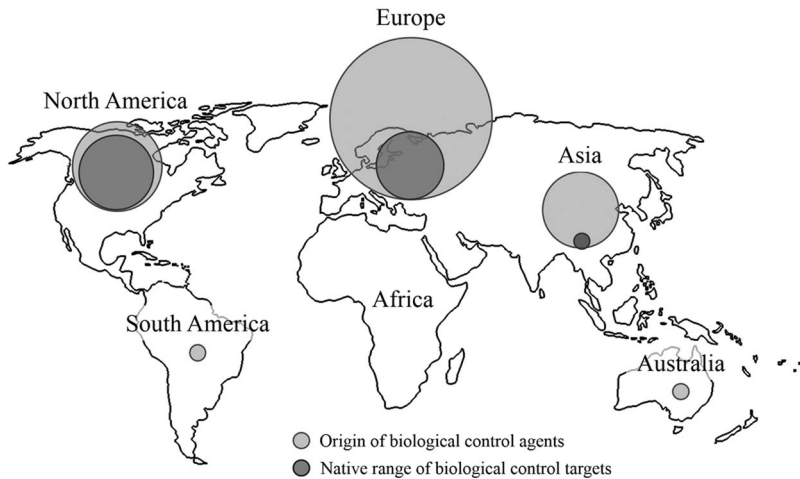 Europe
North America
Asia
Africa
South America
Australia
Origin of biological control agents
Native range of biological control targets